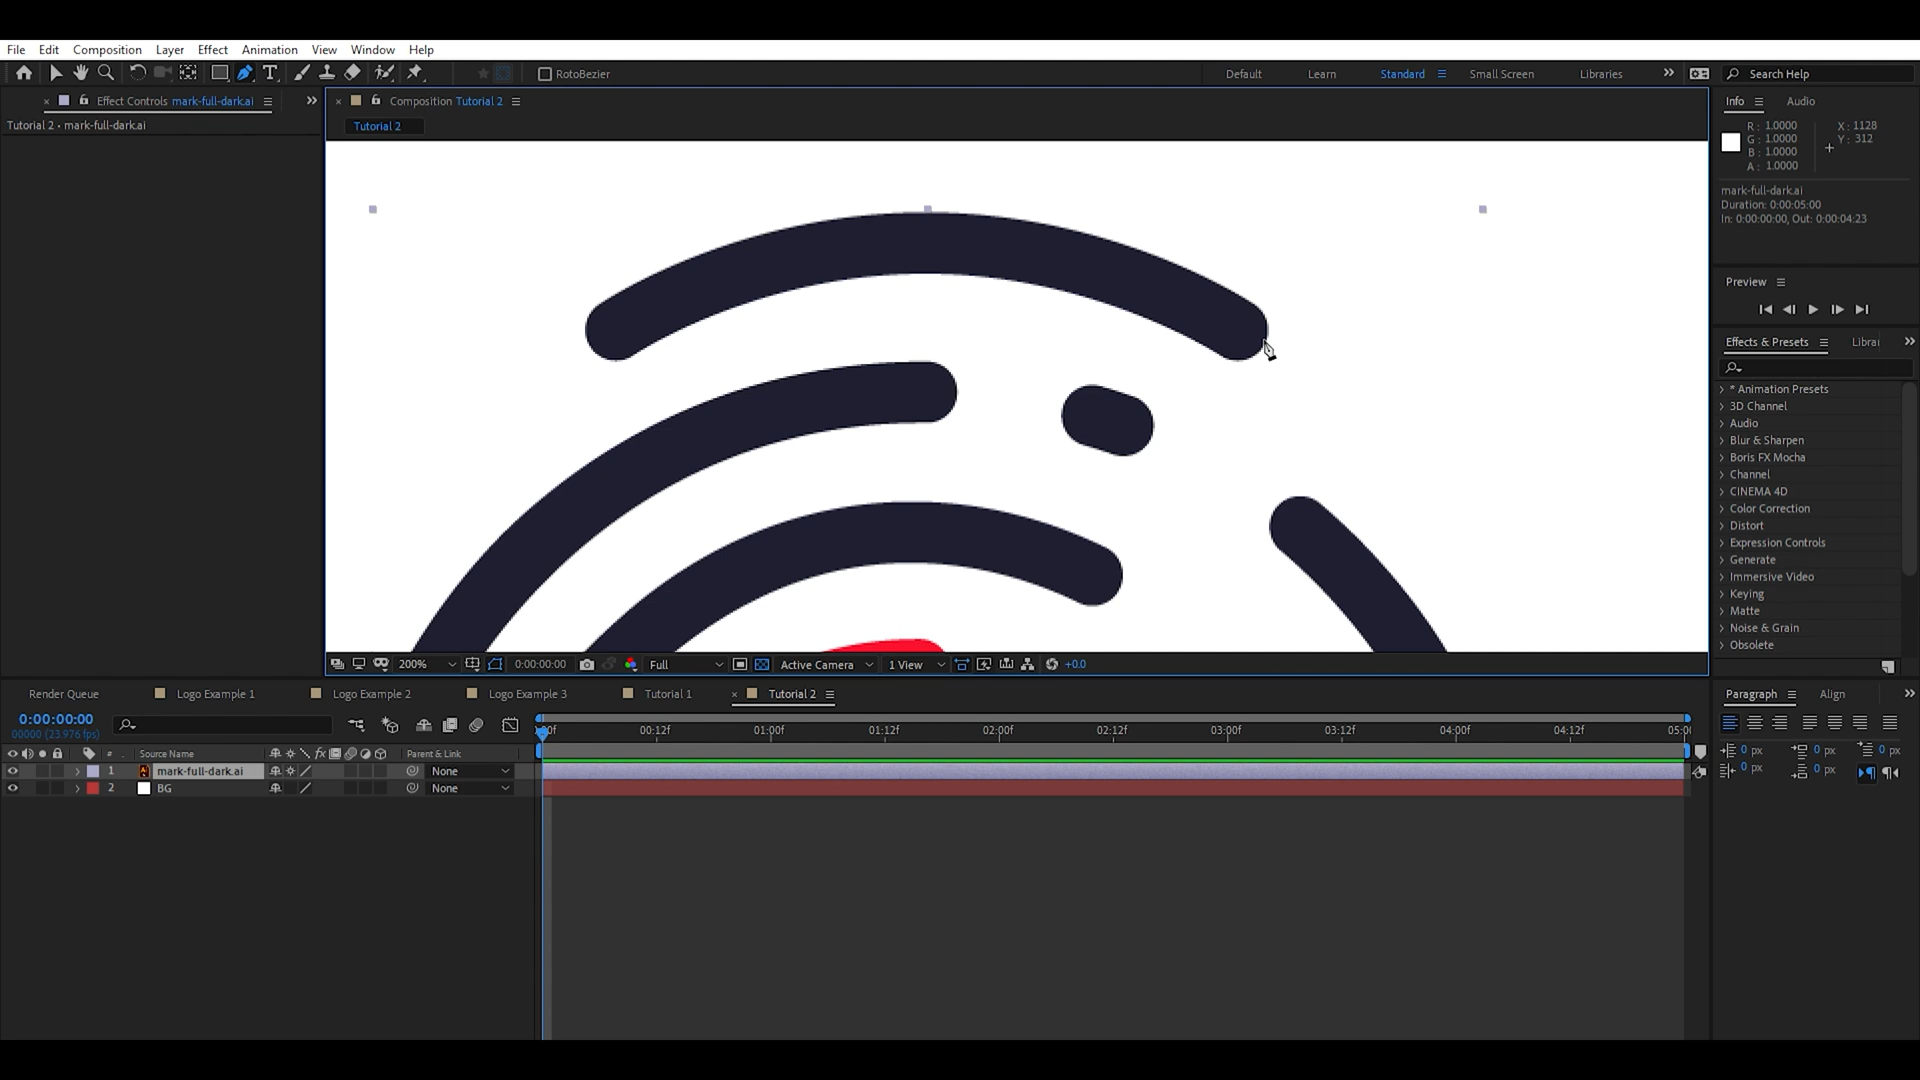 File Edit Composition Layer Effect Animation View Window Help
RotoBezier Default Learn Standard Small Screen Libraries Search Help
Effect Controls mark-full-dark.ai
Tutorial 2 • mark-full-dark.ai
Composition Tutorial 2
Tutorial 2
Info Audio
R: 1.0000
G: 1.0000
B: 1.0000
A: 1.0000
X: 1128
Y: 312
mark-full-dark.ai
Duration: 0:00:05:00
In: 0:00:00:00, Out: 0:00:04:23
Preview
Effects & Presets Librai
* Animation Presets
3D Channel
Audio
Blur & Sharpen
Boris FX Mocha
Channel
CINEMA 4D
Color Correction
Distort
Expression Controls
Generate
Immersive Video
Keying
Matte
Noise & Grain
Obsolete
200% 0:00:00:00 Full Active Camera 1 View +0.0
Render Queue Logo Example 1 Logo Example 2 Logo Example 3 Tutorial 1 Tutorial 2
0:00:00:00
00000 (23.976 fps)
00f 00:12f 01:00f 01:12f 02:00f 02:12f 03:00f 03:12f 04:00f 04:12f 05:00
# Source Name fx Parent & Link
1 mark-full-dark.ai None
2 BG None
Paragraph Align
0 px 0 px 0 px
0 px 0 px